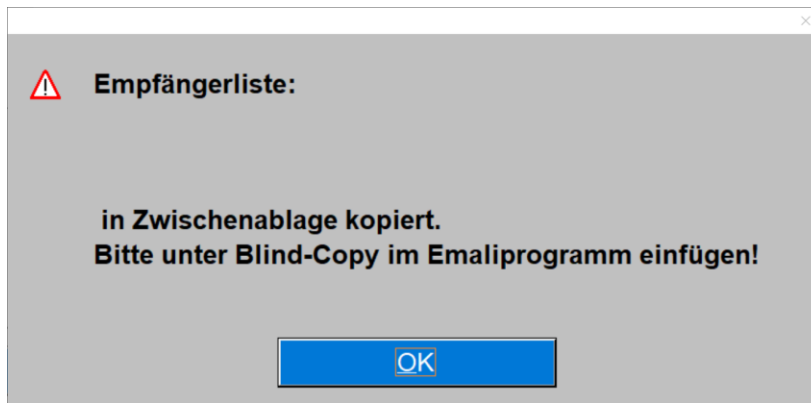 Empfängerliste:
in Zwischenablage kopiert.
Bitte unter Blind-Copy im Emaliprogramm einfügen!
OK